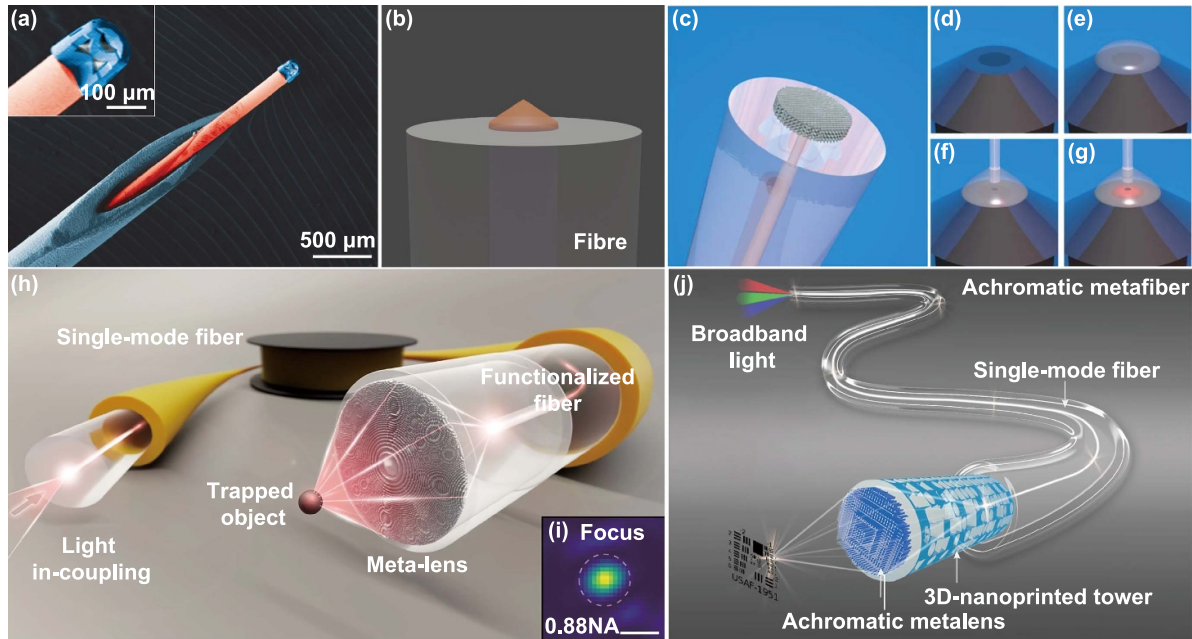 (a)
100 μm
500 μm
(b)
Fibre
(c)
(d)
(e)
(f)
(g)
(h)
Single-mode fiber
Functionalized
fiber
Trapped
object
Light
in-coupling
Meta-lens
(i)
Focus
0.88NA
(j)
Achromatic metafiber
Broadband
light
Single-mode fiber
USAF-1951
3D-nanoprinted tower
Achromatic metalens